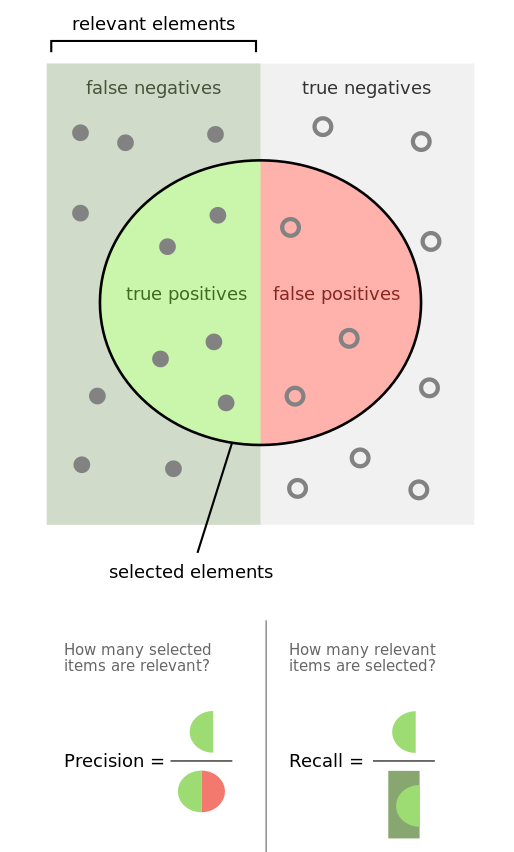 relevant elements
false negatives
true negatives
true positives
false positives
selected elements
How many selected
items are relevant?
How many relevant
items are selected?
Precision =
Recall =